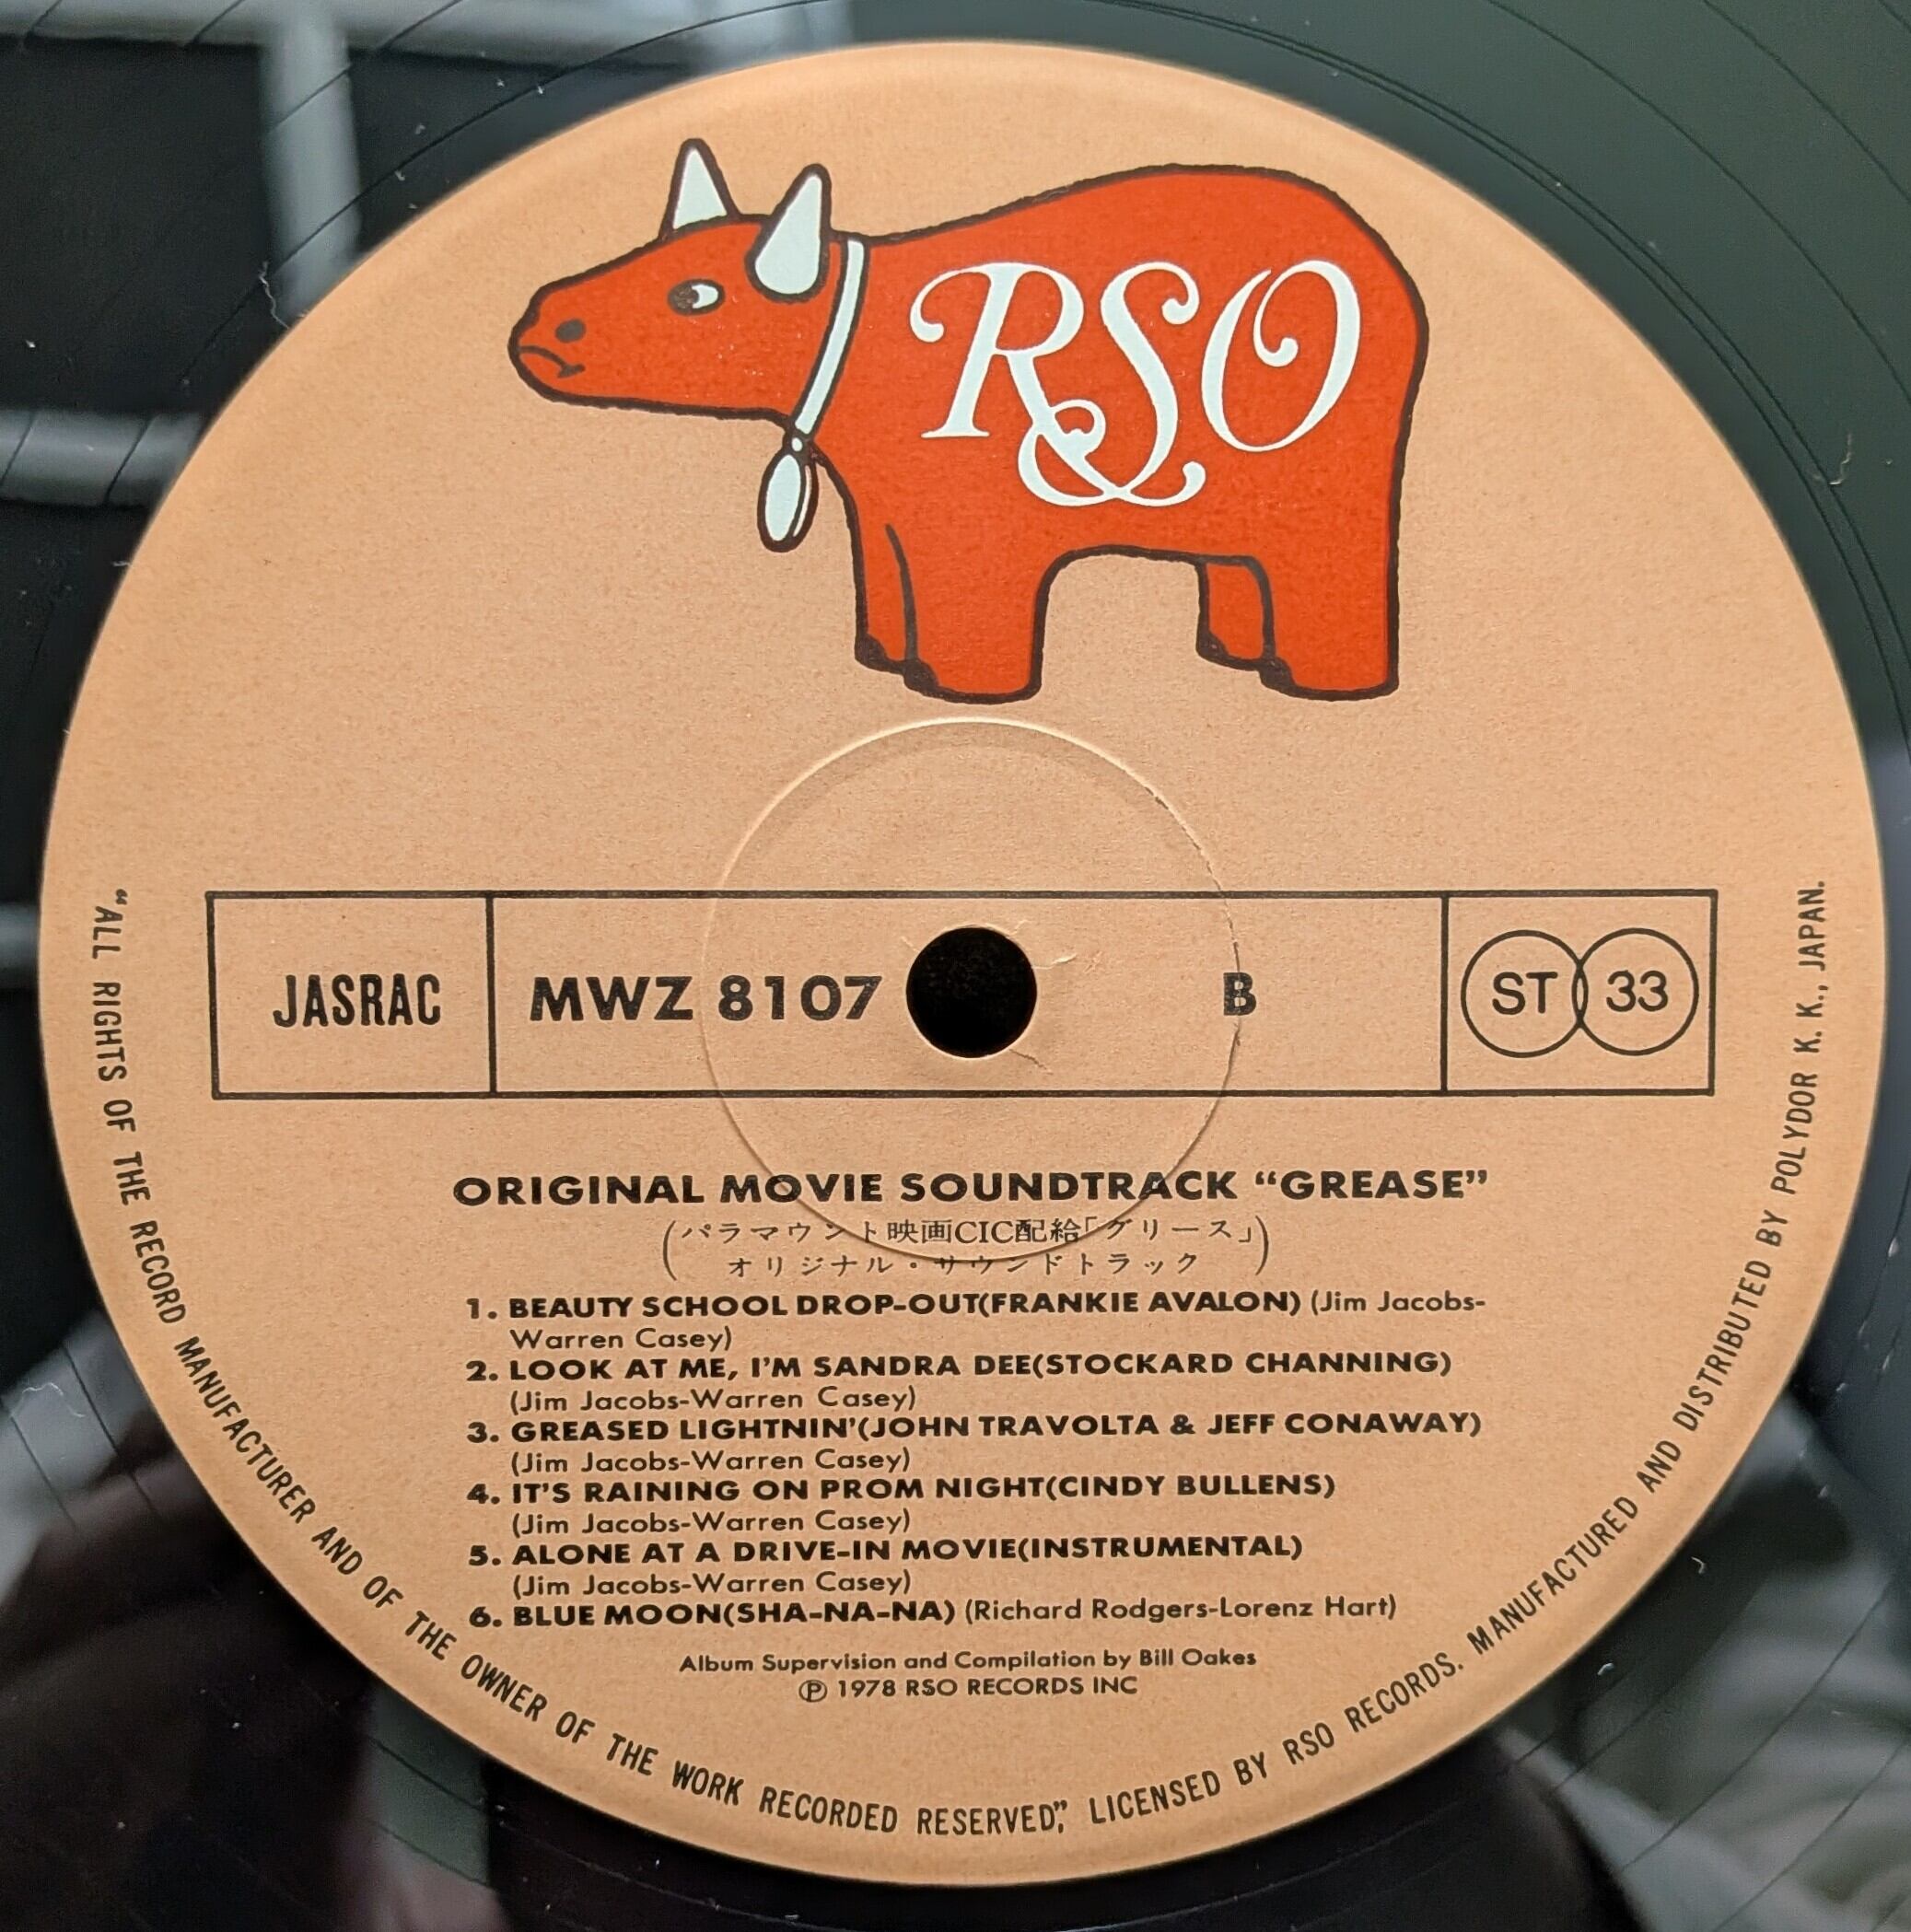 RSO
JASRAC
MWZ 8107
B
ST 33
ORIGINAL MOVIE SOUNDTRACK “GREASE”
(パラマウント映画CIC配給「グリース」
オリジナル・サウンドトラック)
1. BEAUTY SCHOOL DROP-OUT(FRANKIE AVALON) (Jim Jacobs-
Warren Casey)
2. LOOK AT ME, I'M SANDRA DEE(STOCKARD CHANNING)
(Jim Jacobs-Warren Casey)
3. GREASED LIGHTNIN'(JOHN TRAVOLTA & JEFF CONAWAY)
(Jim Jacobs-Warren Casey)
4. IT'S RAINING ON PROM NIGHT(CINDY BULLENS)
(Jim Jacobs-Warren Casey)
5. ALONE AT A DRIVE-IN MOVIE(INSTRUMENTAL)
(Jim Jacobs-Warren Casey)
6. BLUE MOON(SHA-NA-NA) (Richard Rodgers-Lorenz Hart)
Album Supervision and Compilation by Bill Oakes
Ⓟ 1978 RSO RECORDS INC
“ALL RIGHTS OF THE RECORD MANUFACTURER AND OF THE OWNER OF THE WORK RECORDED RESERVED,” LICENSED BY RSO RECORDS. MANUFACTURED AND DISTRIBUTED BY POLYDOR K. K., JAPAN.